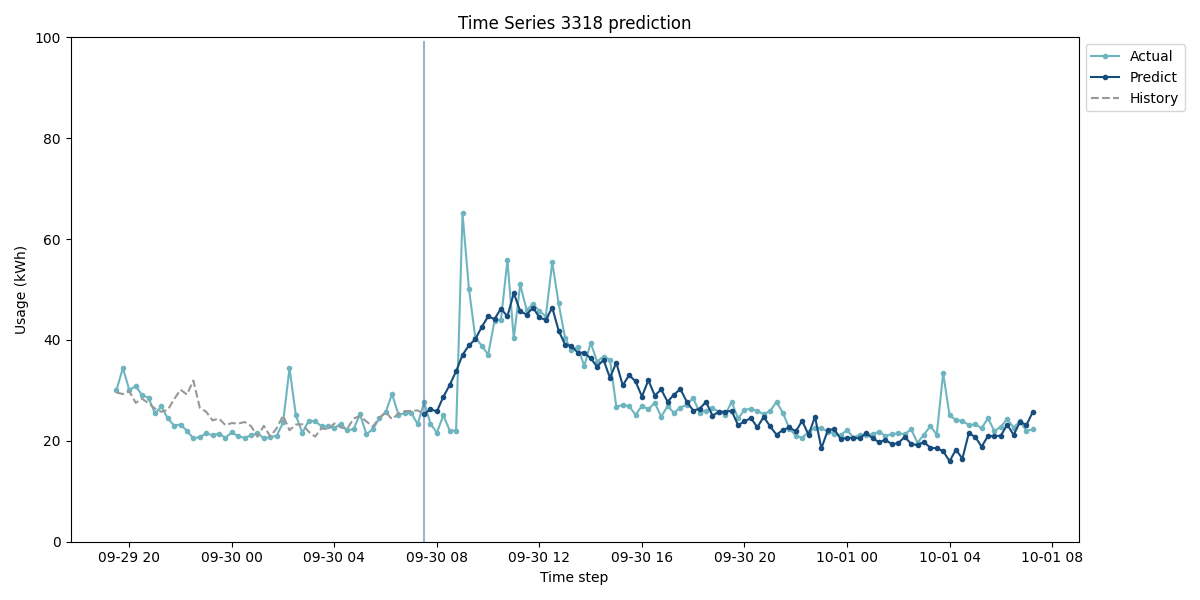 Time Series 3318 prediction
100
80
60
40
20
0
Usage (kWh)
09-29 20
09-30 00
09-30 04
09-30 08
09-30 12
09-30 16
09-30 20
10-01 00
10-01 04
10-01 08
Time step
Actual
Predict
History